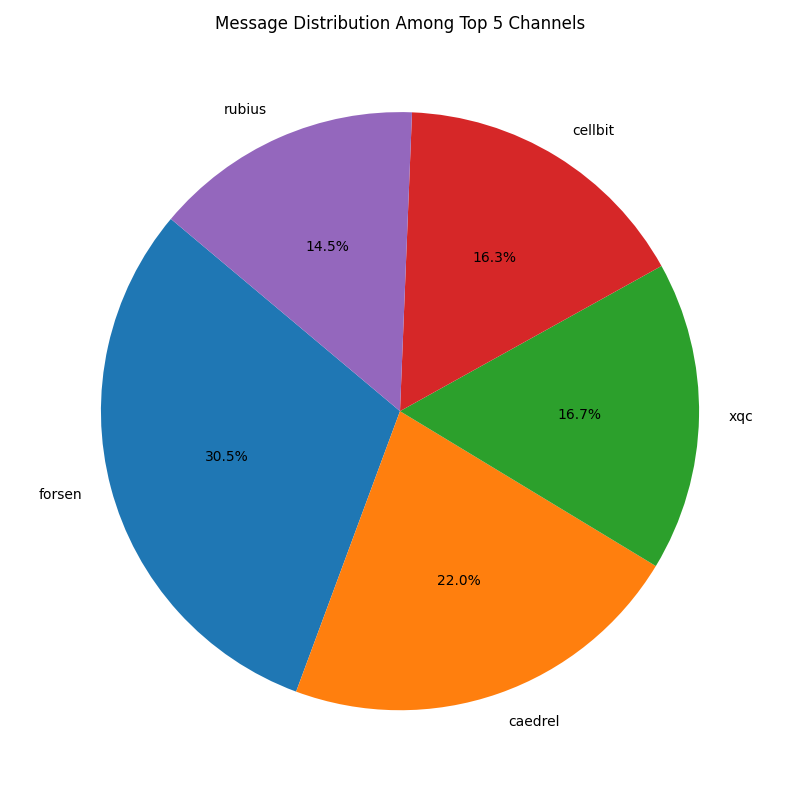 Message Distribution Among Top 5 Channels
rubius
cellbit
14.5%
16.3%
16.7%
xqc
30.5%
forsen
22.0%
caedrel